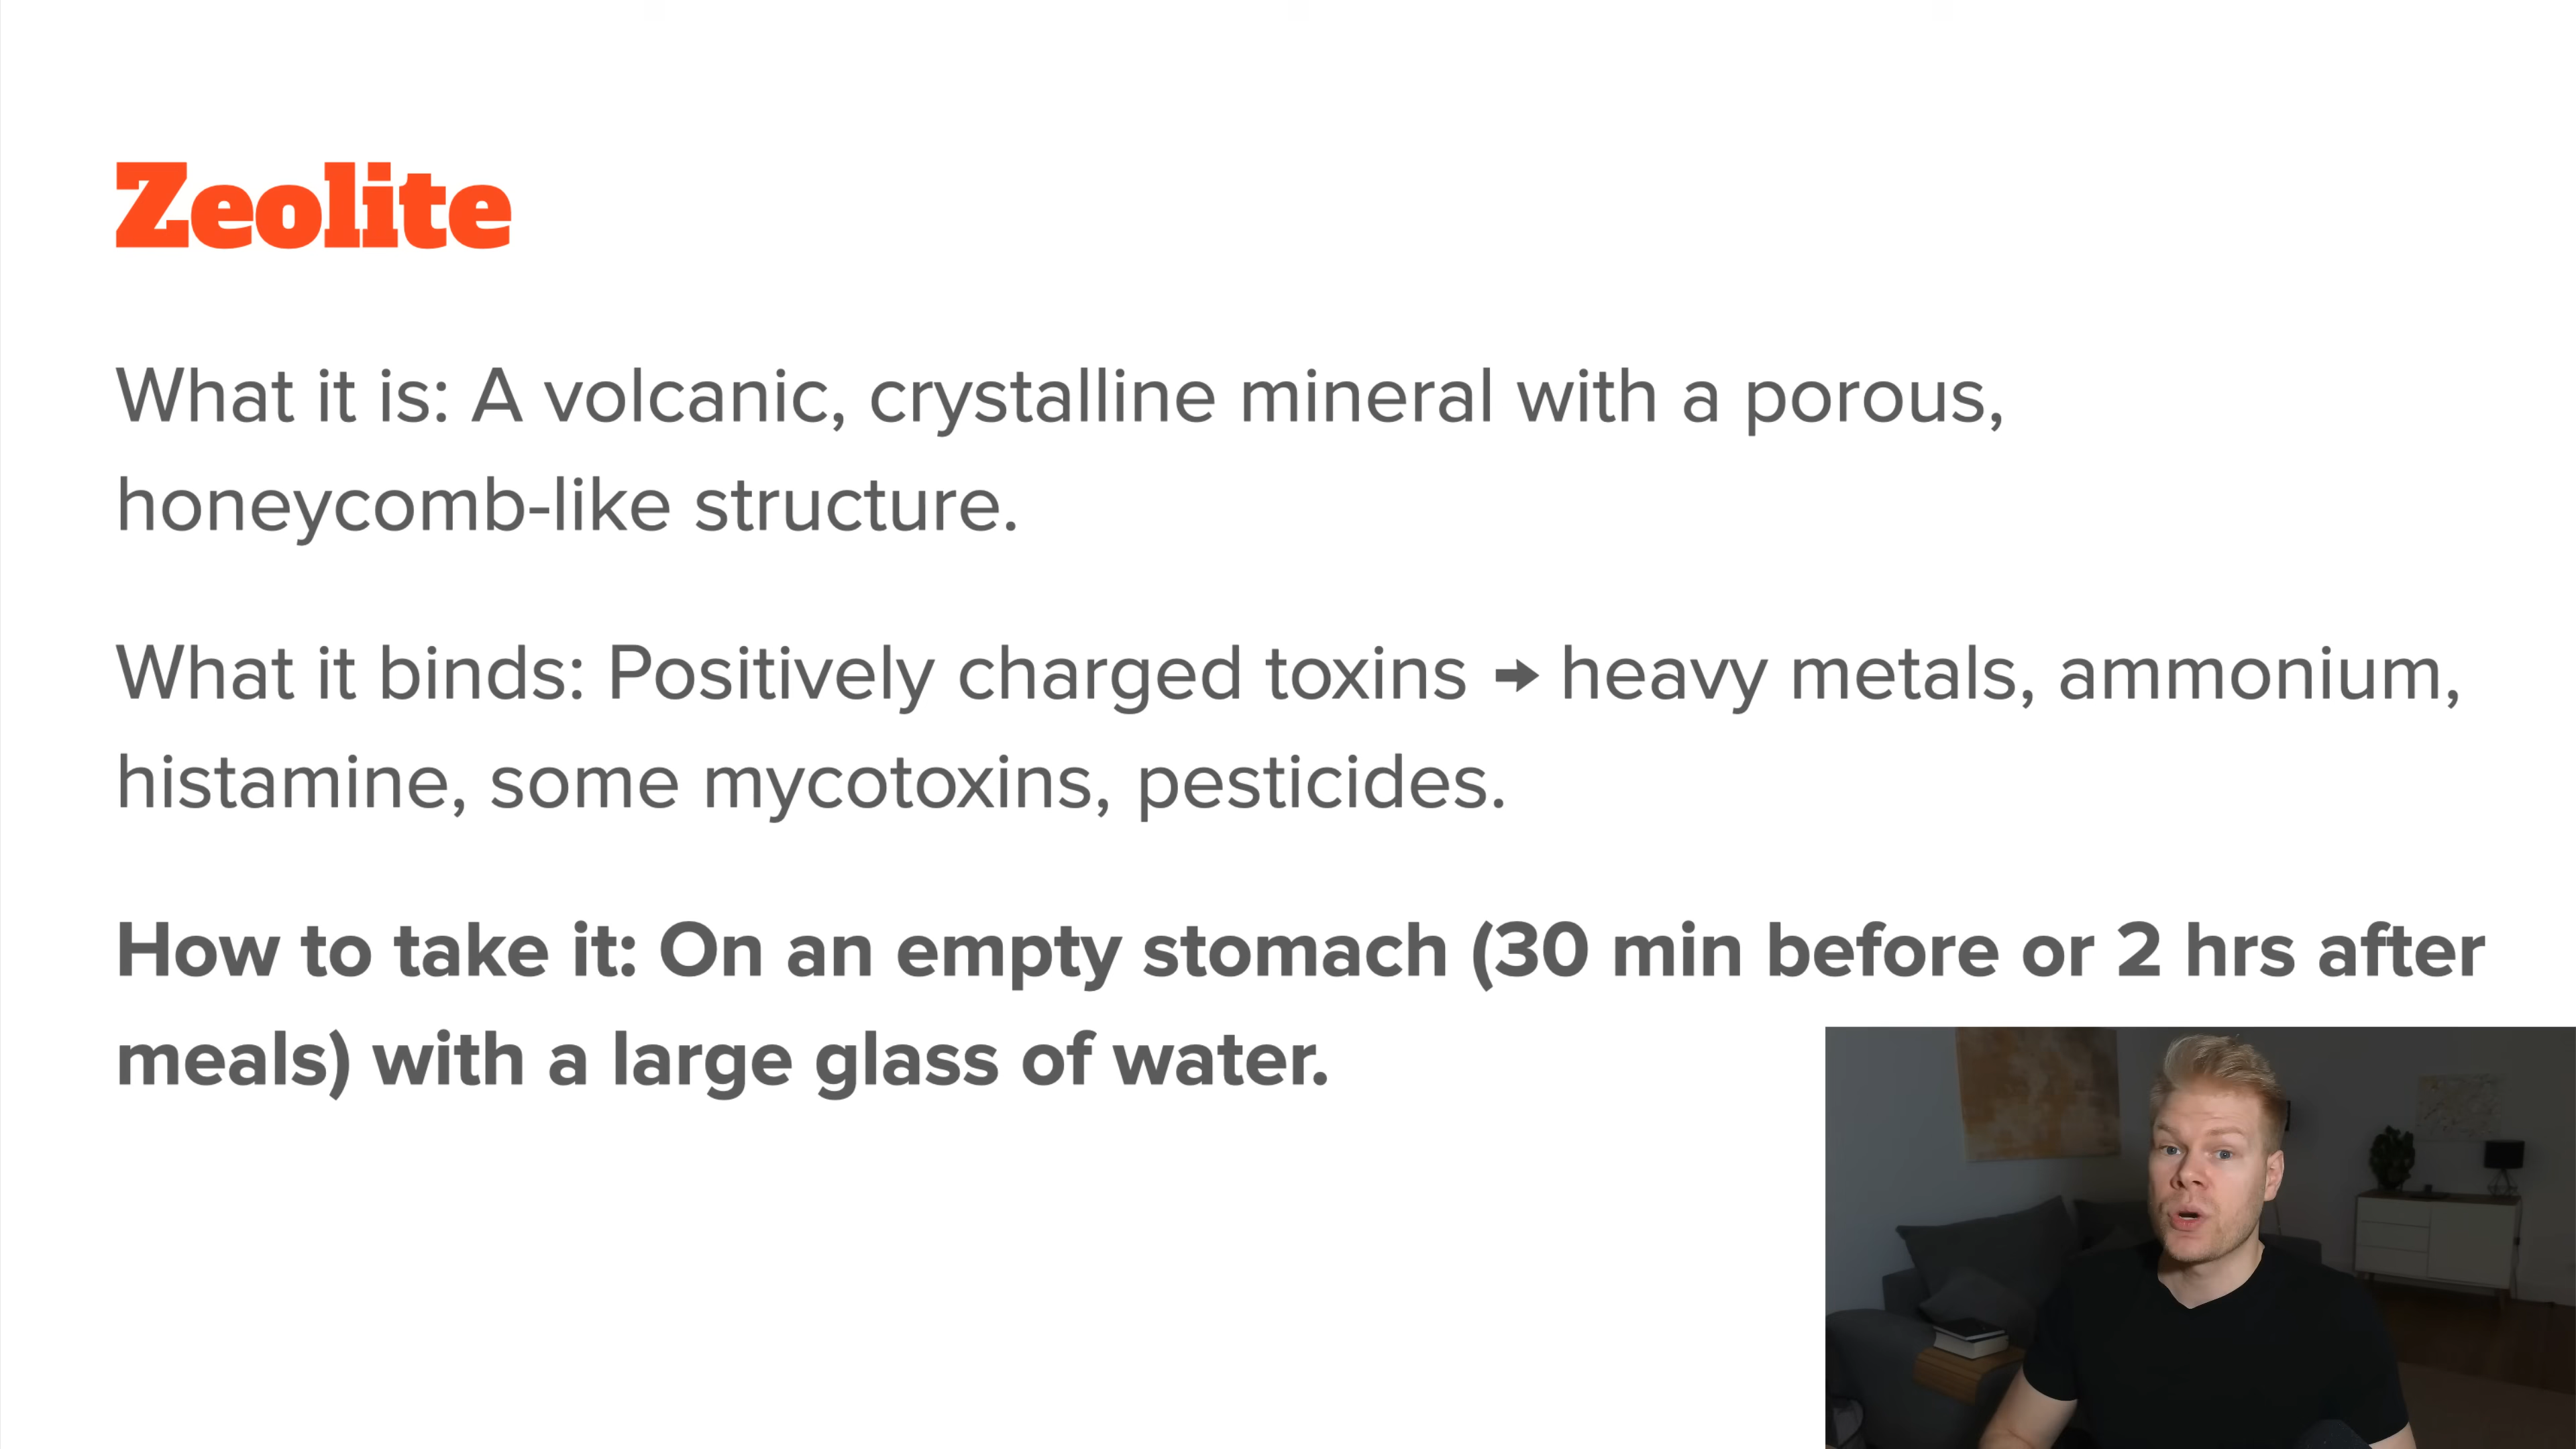 Zeolite
What it is: A volcanic, crystalline mineral with a porous,
honeycomb-like structure.
What it binds: Positively charged toxins → heavy metals, ammonium,
histamine, some mycotoxins, pesticides.
How to take it: On an empty stomach (30 min before or 2 hrs after
meals) with a large glass of water.